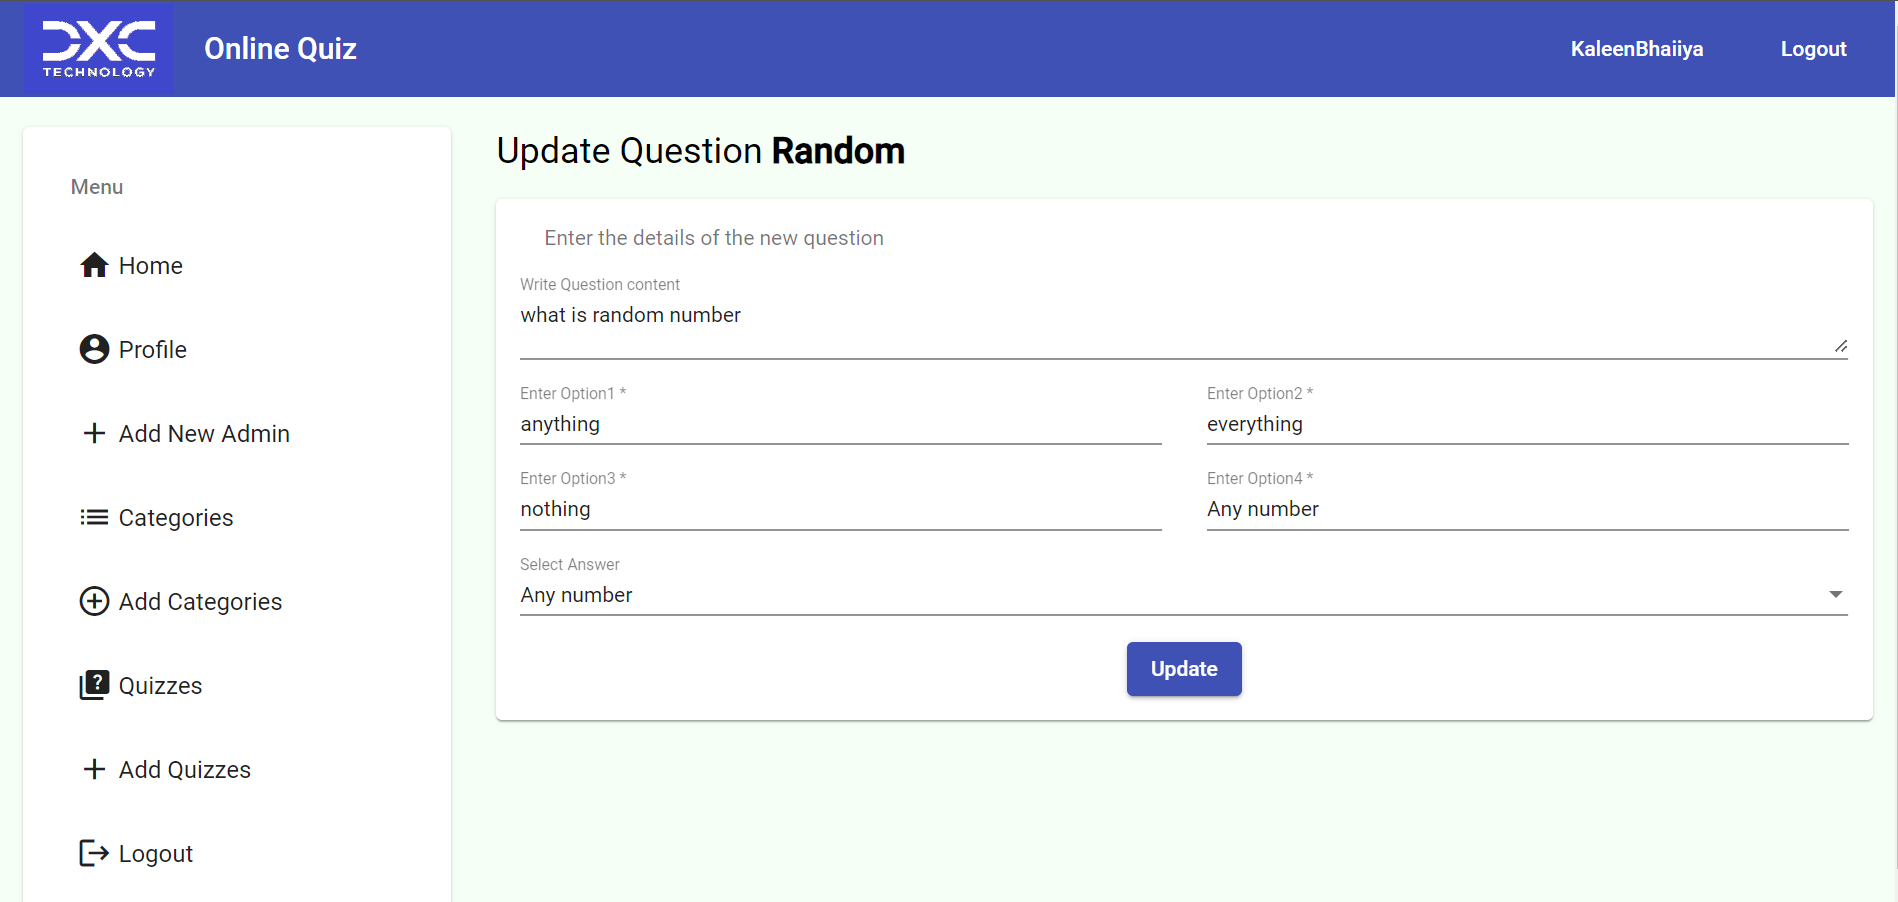 DXC
TECHNOLOGY
Online Quiz
KaleenBhaiiya
Logout
Menu
Home
Profile
Add New Admin
Categories
Add Categories
Quizzes
Add Quizzes
Logout
Update Question Random
Enter the details of the new question
Write Question content
what is random number
Enter Option1 *
anything
Enter Option2 *
everything
Enter Option3 *
nothing
Enter Option4 *
Any number
Select Answer
Any number
Update